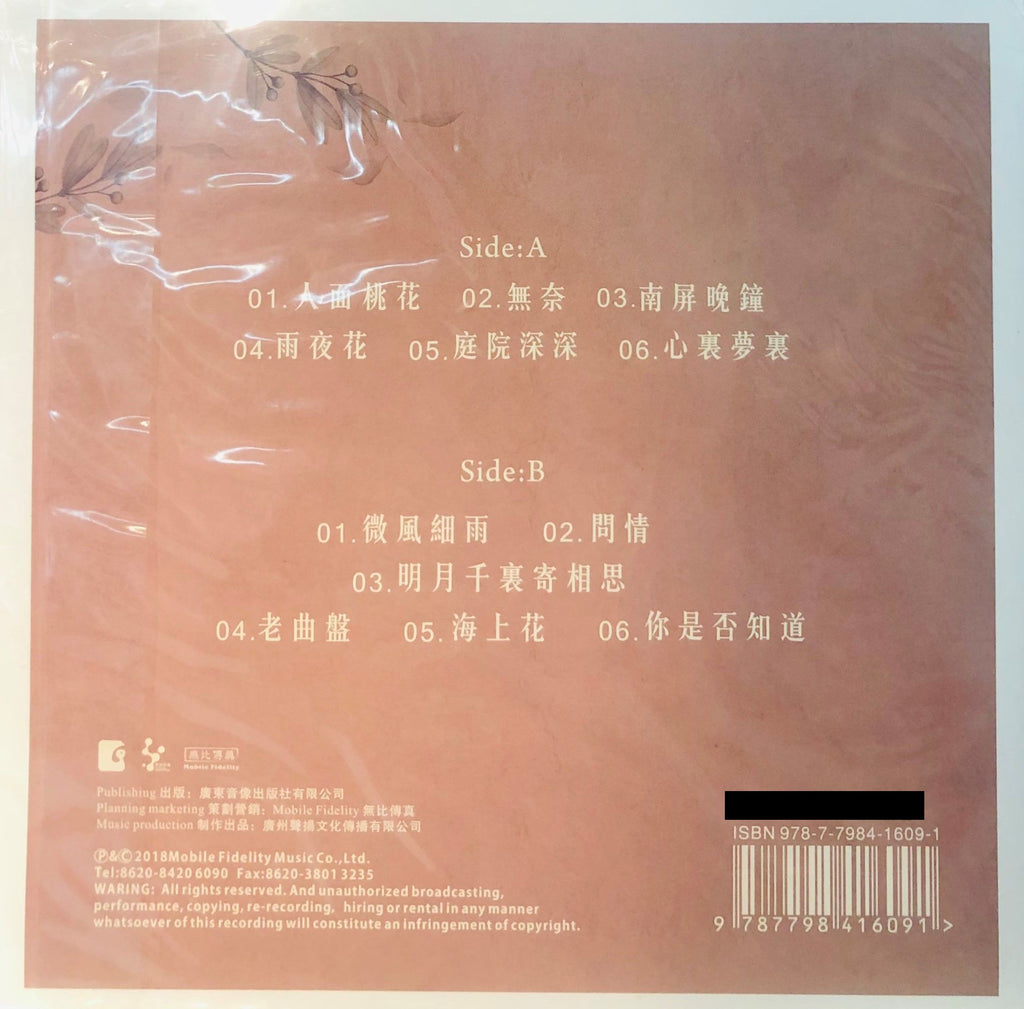 Side:A
01.人面桃花 02.無奈 03.南屏晚鐘
04.雨夜花 05.庭院深深 06.心裏夢裏
Side:B
01.微風細雨 02.問情
03.明月千裏寄相思
04.老曲盤 05.海上花 06.你是否知道
無比傳真
Mobile Fidelity
Publishing 出版：廣東音像出版社有限公司
Planting marketing 策劃營銷：Mobile Fidelity 無比傳真
Music production 制作出品：廣州聲揚文化傳播有限公司
Ⓟ&©2018Mobile Fidelity Music Co.,Ltd.
Tel:8620-84206090 Fax:8620-38013235
WARING: All rights reserved. And unauthorized broadcasting,
performance, copying, re-recording, hiring or rental in any manner
whatsoever of this recording will constitute an infringement of copyright.
ISBN 978-7-7984-1609-1
9 787798 416091 >